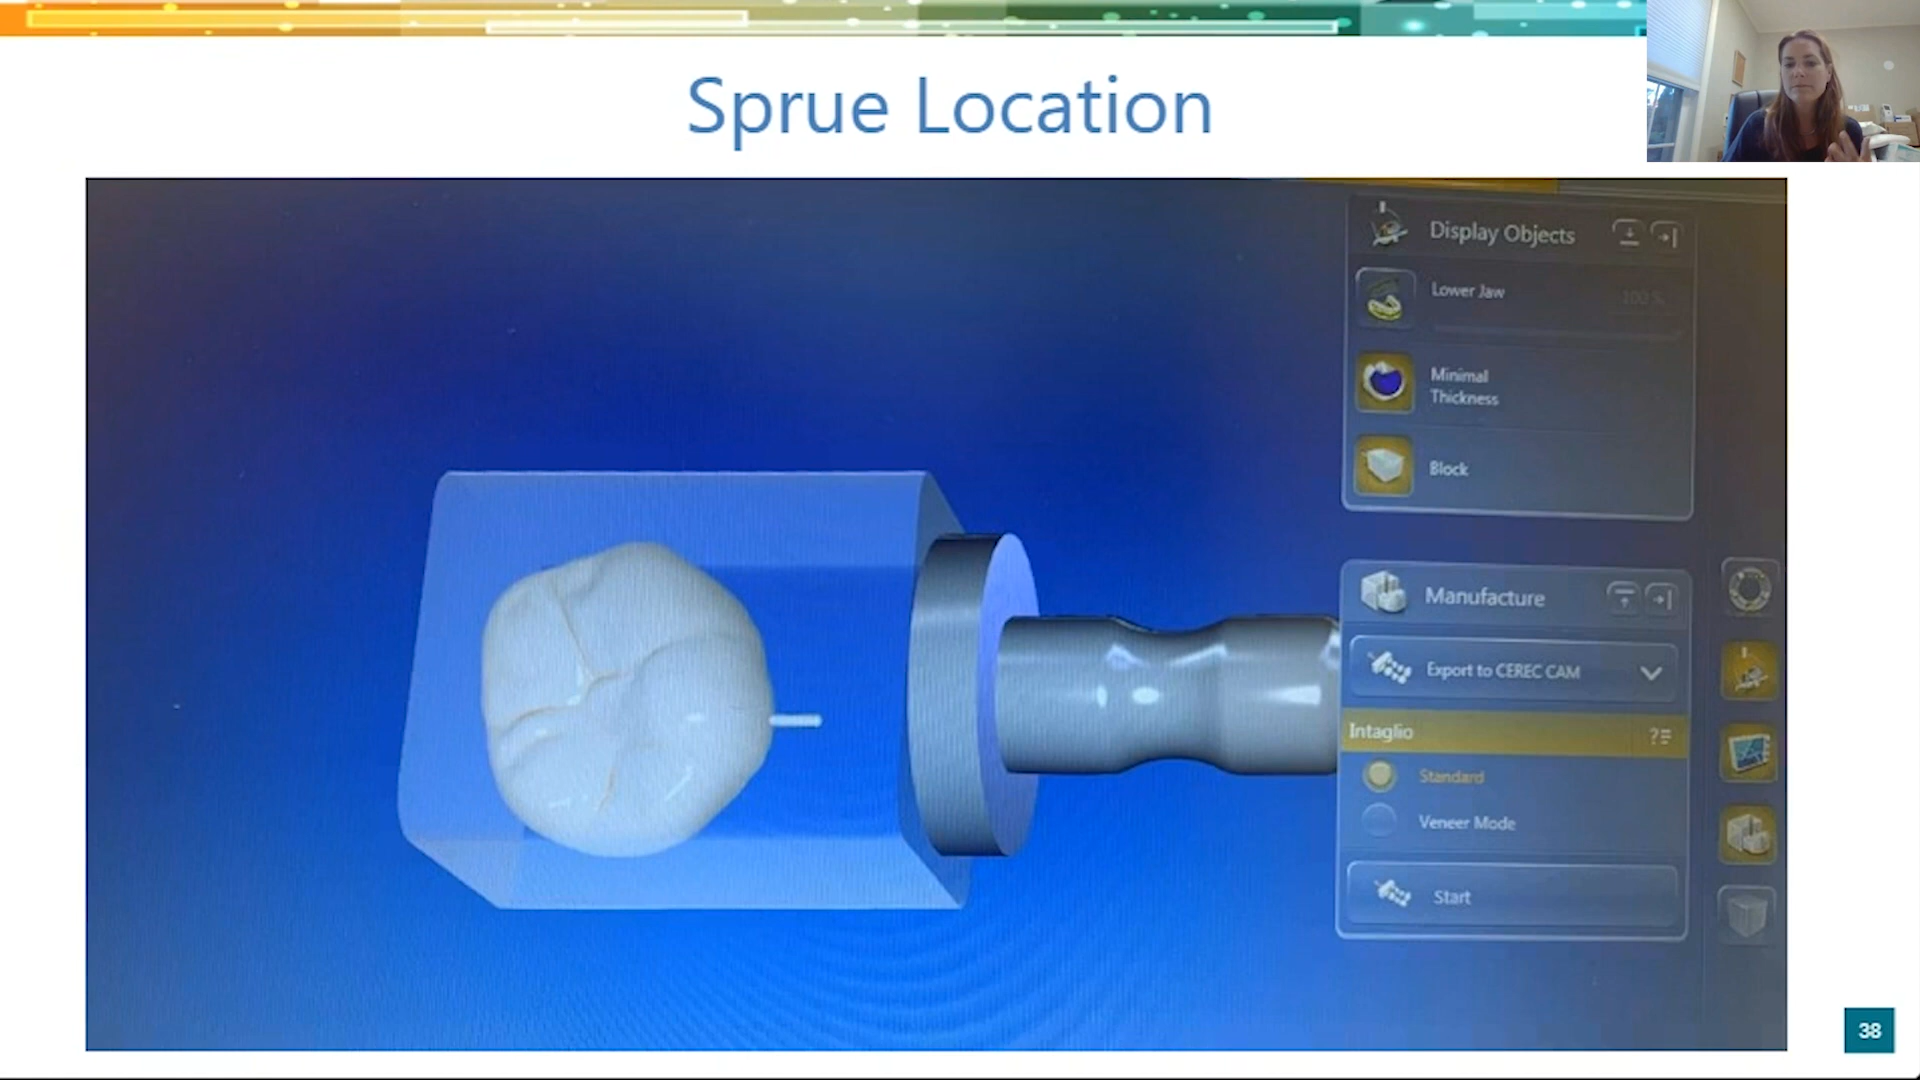 Sprue Location
Display Objects
Lower Jaw
100 %
Minimal
Thickness
Block
Manufacture
Export to CEREC CAM
Intaglio
?
Standard
Veneer Mode
Start
38